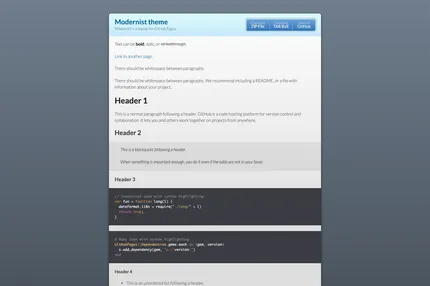 Modernist theme
Modernist is a theme for GitHub Pages.
ZIP File
TAR Ball
GitHub
Text can be bold, italic, or strikethrough.
Link to another page.
There should be whitespace between paragraphs.
There should be whitespace between paragraphs. We recommend including a README, or a file with
information about your project.
Header 1
This is a normal paragraph following a header. GitHub is a code hosting platform for version control and
collaboration. It lets you and others work together on projects from anywhere.
Header 2
This is a blockquote following a header.
When something is important enough, you do it even if the odds are not in your favor.
Header 3
// Javascript code with syntax highlighting.
var fun = function lang(l) {
dateformat.i18n = require('./lang/' + l)
return true;
}
# Ruby code with syntax highlighting
GitHubPages::Dependencies.gems.each do |gem, version|
s.add_dependency(gem, "= #{version}")
end
Header 4
• This is an unordered list following a header.